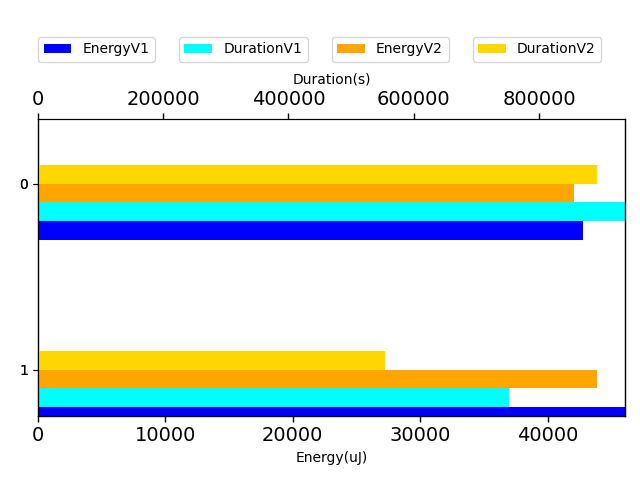 EnergyV1 DurationV1 EnergyV2 DurationV2
Duration(s)
0 200000 400000 600000 800000
0
1
0 10000 20000 30000 40000
Energy(uJ)